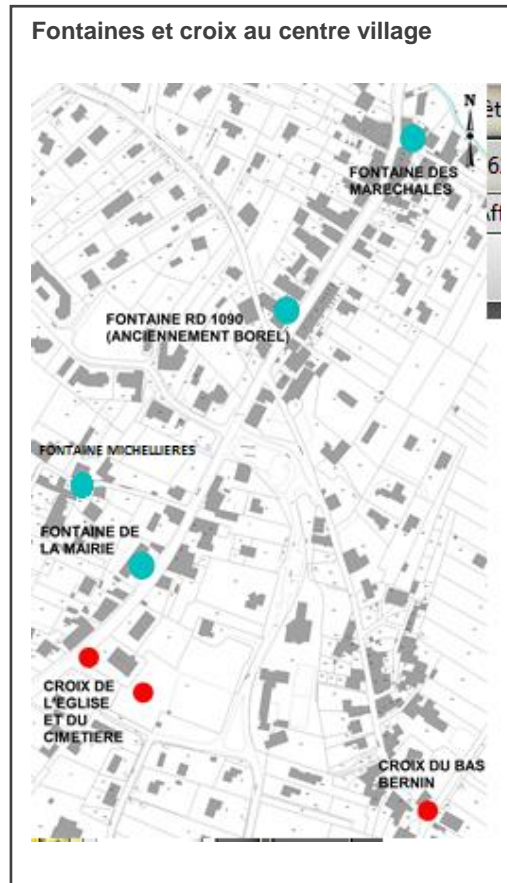 Fontaines et croix au centre village
N
FONTAINE DES
MARECHALES
FONTAINE RD 1090
(ANCIENNEMENT BOREL)
FONTAINE MICHELLIERES
FONTAINE DE
LA MAIRIE
CROIX DE
L'EGLISE
ET DU
CIMETIERE
CROIX DU BAS
BERNIN